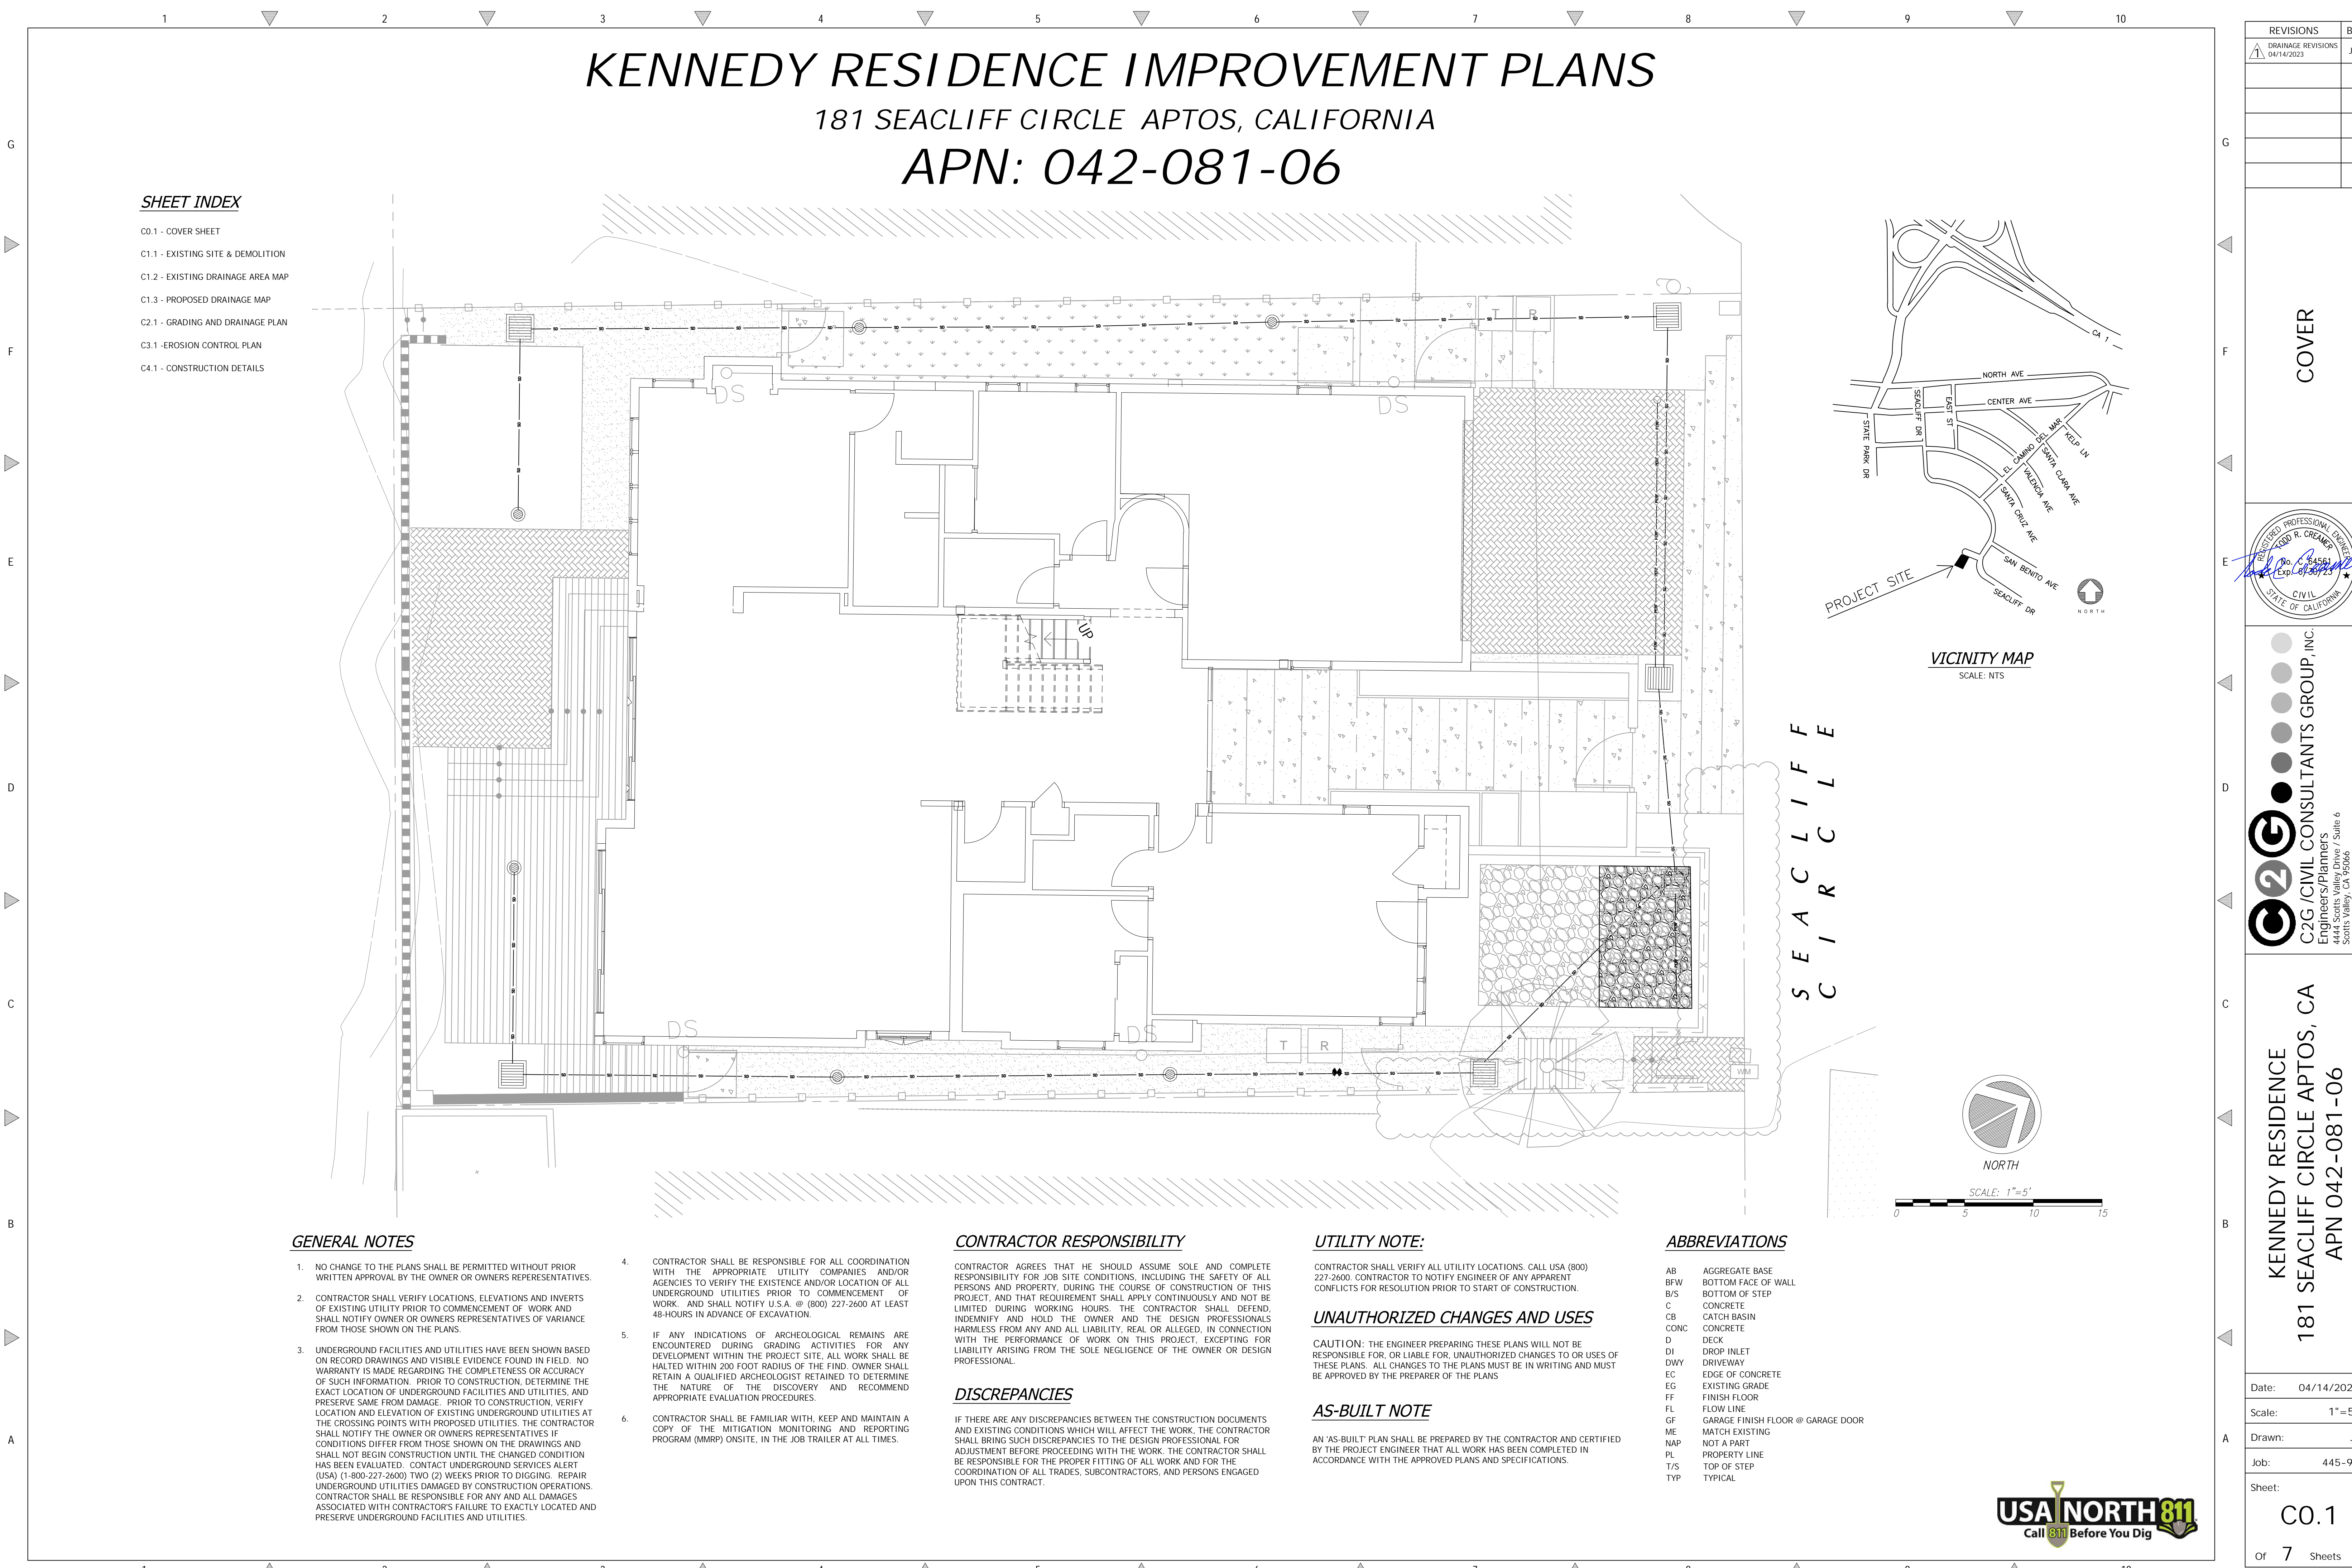 KENNEDY RESIDENCE IMPROVEMENT PLANS
181 SEACLIFF CIRCLE APTOS, CALIFORNIA
APN: 042-081-06
1 2 3 4 5 6 7 8 9 10
G
F
E
D
C
B
A
SHEET INDEX
C0.1 - COVER SHEET
C1.1 - EXISTING SITE & DEMOLITION
C1.2 - EXISTING DRAINAGE AREA MAP
C1.3 - PROPOSED DRAINAGE MAP
C2.1 - GRADING AND DRAINAGE PLAN
C3.1 -EROSION CONTROL PLAN
C4.1 - CONSTRUCTION DETAILS
DS
DS
DS
DS
T R
T R
UP
WM
SEACLIFF
CIRCLE
CA 1
NORTH AVE
CENTER AVE
SEACLIFF DR
EAST ST
STATE PARK DR
EL CAMINO DEL MAR
KELP LN
SANTA CLARA AVE
VALENCIA AVE
SANTA CRUZ AVE
SAN BENITO AVE
SEACLIFF DR
PROJECT SITE
NORTH
VICINITY MAP
SCALE: NTS
NORTH
SCALE: 1"=5'
0 5 10 15
GENERAL NOTES
1. NO CHANGE TO THE PLANS SHALL BE PERMITTED WITHOUT PRIOR
WRITTEN APPROVAL BY THE OWNER OR OWNERS REPERESENTATIVES.
2. CONTRACTOR SHALL VERIFY LOCATIONS, ELEVATIONS AND INVERTS
OF EXISTING UTILITY PRIOR TO COMMENCEMENT OF WORK AND
SHALL NOTIFY OWNER OR OWNERS REPRESENTATIVES OF VARIANCE
FROM THOSE SHOWN ON THE PLANS.
3. UNDERGROUND FACILITIES AND UTILITIES HAVE BEEN SHOWN BASED
ON RECORD DRAWINGS AND VISIBLE EVIDENCE FOUND IN FIELD. NO
WARRANTY IS MADE REGARDING THE COMPLETENESS OR ACCURACY
OF SUCH INFORMATION. PRIOR TO CONSTRUCTION, DETERMINE THE
EXACT LOCATION OF UNDERGROUND FACILITIES AND UTILITIES, AND
PRESERVE SAME FROM DAMAGE. PRIOR TO CONSTRUCTION, VERIFY
LOCATION AND ELEVATION OF EXISTING UNDERGROUND UTILITIES AT
THE CROSSING POINTS WITH PROPOSED UTILITIES. THE CONTRACTOR
SHALL NOTIFY THE OWNER OR OWNERS REPRESENTATIVES IF
CONDITIONS DIFFER FROM THOSE SHOWN ON THE DRAWINGS AND
SHALL NOT BEGIN CONSTRUCTION UNTIL THE CHANGED CONDITION
HAS BEEN EVALUATED. CONTACT UNDERGROUND SERVICES ALERT
(USA) (1-800-227-2600) TWO (2) WEEKS PRIOR TO DIGGING. REPAIR
UNDERGROUND UTILITIES DAMAGED BY CONSTRUCTION OPERATIONS.
CONTRACTOR SHALL BE RESPONSIBLE FOR ANY AND ALL DAMAGES
ASSOCIATED WITH CONTRACTOR'S FAILURE TO EXACTLY LOCATED AND
PRESERVE UNDERGROUND FACILITIES AND UTILITIES.
4. CONTRACTOR SHALL BE RESPONSIBLE FOR ALL COORDINATION
WITH THE APPROPRIATE UTILITY COMPANIES AND/OR
AGENCIES TO VERIFY THE EXISTENCE AND/OR LOCATION OF ALL
UNDERGROUND UTILITIES PRIOR TO COMMENCEMENT OF
WORK. AND SHALL NOTIFY U.S.A. @ (800) 227-2600 AT LEAST
48-HOURS IN ADVANCE OF EXCAVATION.
5. IF ANY INDICATIONS OF ARCHEOLOGICAL REMAINS ARE
ENCOUNTERED DURING GRADING ACTIVITIES FOR ANY
DEVELOPMENT WITHIN THE PROJECT SITE, ALL WORK SHALL BE
HALTED WITHIN 200 FOOT RADIUS OF THE FIND. OWNER SHALL
RETAIN A QUALIFIED ARCHEOLOGIST RETAINED TO DETERMINE
THE NATURE OF THE DISCOVERY AND RECOMMEND
APPROPRIATE EVALUATION PROCEDURES.
6. CONTRACTOR SHALL BE FAMILIAR WITH, KEEP AND MAINTAIN A
COPY OF THE MITIGATION MONITORING AND REPORTING
PROGRAM (MMRP) ONSITE, IN THE JOB TRAILER AT ALL TIMES.
CONTRACTOR RESPONSIBILITY
CONTRACTOR AGREES THAT HE SHOULD ASSUME SOLE AND COMPLETE
RESPONSIBILITY FOR JOB SITE CONDITIONS, INCLUDING THE SAFETY OF ALL
PERSONS AND PROPERTY, DURING THE COURSE OF CONSTRUCTION OF THIS
PROJECT, AND THAT REQUIREMENT SHALL APPLY CONTINUOUSLY AND NOT BE
LIMITED DURING WORKING HOURS. THE CONTRACTOR SHALL DEFEND,
INDEMNIFY AND HOLD THE OWNER AND THE DESIGN PROFESSIONALS
HARMLESS FROM ANY AND ALL LIABILITY, REAL OR ALLEGED, IN CONNECTION
WITH THE PERFORMANCE OF WORK ON THIS PROJECT, EXCEPTING FOR
LIABILITY ARISING FROM THE SOLE NEGLIGENCE OF THE OWNER OR DESIGN
PROFESSIONAL.
DISCREPANCIES
IF THERE ARE ANY DISCREPANCIES BETWEEN THE CONSTRUCTION DOCUMENTS
AND EXISTING CONDITIONS WHICH WILL AFFECT THE WORK, THE CONTRACTOR
SHALL BRING SUCH DISCREPANCIES TO THE DESIGN PROFESSIONAL FOR
ADJUSTMENT BEFORE PROCEEDING WITH THE WORK. THE CONTRACTOR SHALL
BE RESPONSIBLE FOR THE PROPER FITTING OF ALL WORK AND FOR THE
COORDINATION OF ALL TRADES, SUBCONTRACTORS, AND PERSONS ENGAGED
UPON THIS CONTRACT.
UTILITY NOTE:
CONTRACTOR SHALL VERIFY ALL UTILITY LOCATIONS. CALL USA (800)
227-2600. CONTRACTOR TO NOTIFY ENGINEER OF ANY APPARENT
CONFLICTS FOR RESOLUTION PRIOR TO START OF CONSTRUCTION.
UNAUTHORIZED CHANGES AND USES
CAUTION: THE ENGINEER PREPARING THESE PLANS WILL NOT BE
RESPONSIBLE FOR, OR LIABLE FOR, UNAUTHORIZED CHANGES TO OR USES OF
THESE PLANS. ALL CHANGES TO THE PLANS MUST BE IN WRITING AND MUST
BE APPROVED BY THE PREPARER OF THE PLANS
AS-BUILT NOTE
AN 'AS-BUILT' PLAN SHALL BE PREPARED BY THE CONTRACTOR AND CERTIFIED
BY THE PROJECT ENGINEER THAT ALL WORK HAS BEEN COMPLETED IN
ACCORDANCE WITH THE APPROVED PLANS AND SPECIFICATIONS.
ABBREVIATIONS
AB AGGREGATE BASE
BFW BOTTOM FACE OF WALL
B/S BOTTOM OF STEP
C CONCRETE
CB CATCH BASIN
CONC CONCRETE
D DECK
DI DROP INLET
DWY DRIVEWAY
EC EDGE OF CONCRETE
EG EXISTING GRADE
FF FINISH FLOOR
FL FLOW LINE
GF GARAGE FINISH FLOOR @ GARAGE DOOR
ME MATCH EXISTING
NAP NOT A PART
PL PROPERTY LINE
T/S TOP OF STEP
TYP TYPICAL
USA NORTH 811
Call 811 Before You Dig
REVISIONS
1 DRAINAGE REVISIONS
04/14/2023
COVER
REGISTERED PROFESSIONAL ENGINEER
TODD R. CREAMER
No. C 64561
Exp. 6/30/23
CIVIL
STATE OF CALIFORNIA
C2G
C2G/CIVIL CONSULTANTS GROUP, INC.
Engineers/Planners
4444 Scotts Valley Drive / Suite 6
Scotts Valley, CA 95066
KENNEDY RESIDENCE
181 SEACLIFF CIRCLE APTOS, CA
APN 042-081-06
Date: 04/14/202
Scale: 1"=5
Drawn:
Job: 445-9
Sheet:
C0.1
Of 7 Sheets